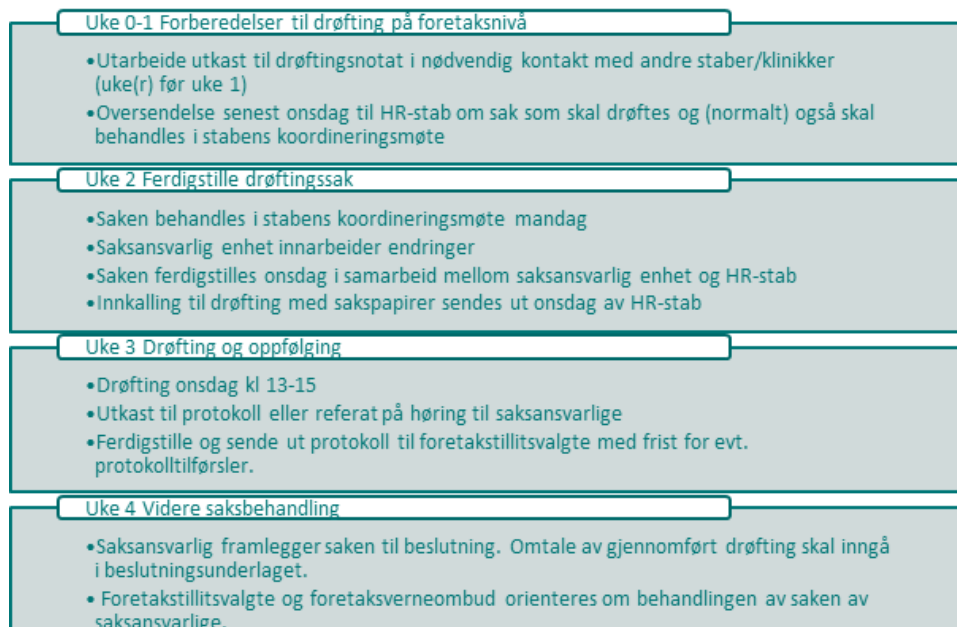 Uke 0-1 Forberedelser til drøfting på foretaksnivå
•Utarbeide utkast til drøftingsnotat i nødvendig kontakt med andre staber/klinikker
(uke(r) før uke 1)
•Oversendelse senest onsdag til HR-stab om sak som skal drøftes og (normalt) også skal
behandles i stabens koordineringsmøte
Uke 2 Ferdigstille drøftingssak
•Saken behandles i stabens koordineringsmøte mandag
•Saksansvarlig enhet innarbeider endringer
•Saken ferdigstilles onsdag i samarbeid mellom saksansvarlig enhet og HR-stab
•Innkalling til drøfting med sakspapirer sendes ut onsdag av HR-stab
Uke 3 Drøfting og oppfølging
•Drøfting onsdag kl 13-15
•Utkast til protokoll eller referat på høring til saksansvarlige
•Ferdigstille og sende ut protokoll til foretakstillitsvalgte med frist for evt.
protokolltilførsler.
Uke 4 Videre saksbehandling
•Saksansvarlig framlegger saken til beslutning. Omtale av gjennomført drøfting skal inngå
i beslutningsunderlaget.
• Foretakstillitsvalgte og foretaksverneombud orienteres om behandlingen av saken av
saksansvarlige.